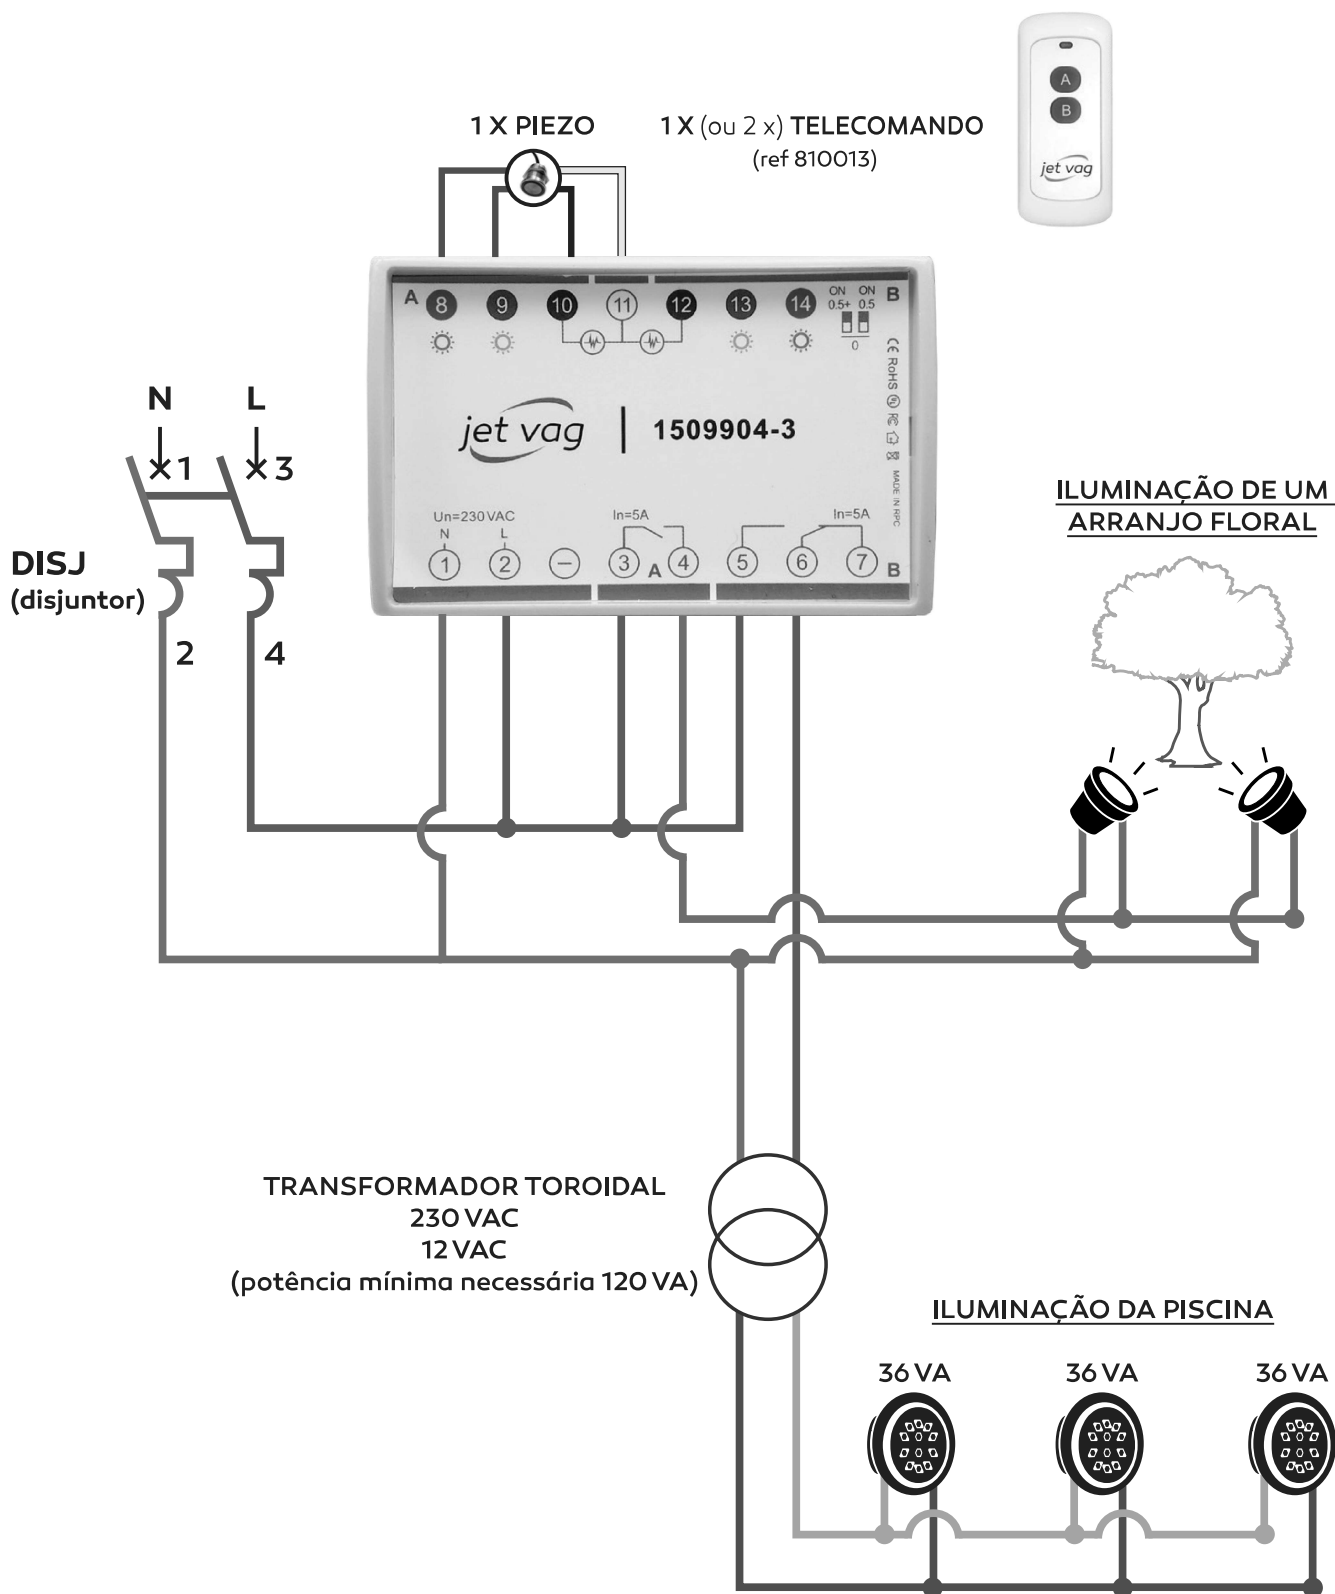 1 X PIEZO
1 X (ou 2 x) TELECOMANDO
(ref 810013)
A
B
jet vag
A 8 9 10 11 12 13 14 ON ON B
0.5+ 0.5
0
CE RoHS
MADE IN RPC
jet vag | 1509904-3
Un=230 VAC
In=5A
In=5A
N L
1 2 – 3 A 4 5 6 7 B
N L
1 3
DISJ
(disjuntor)
2 4
ILUMINAÇÃO DE UM
ARRANJO FLORAL
TRANSFORMADOR TOROIDAL
230 VAC
12 VAC
(potência mínima necessária 120 VA)
ILUMINAÇÃO DA PISCINA
36 VA 36 VA 36 VA